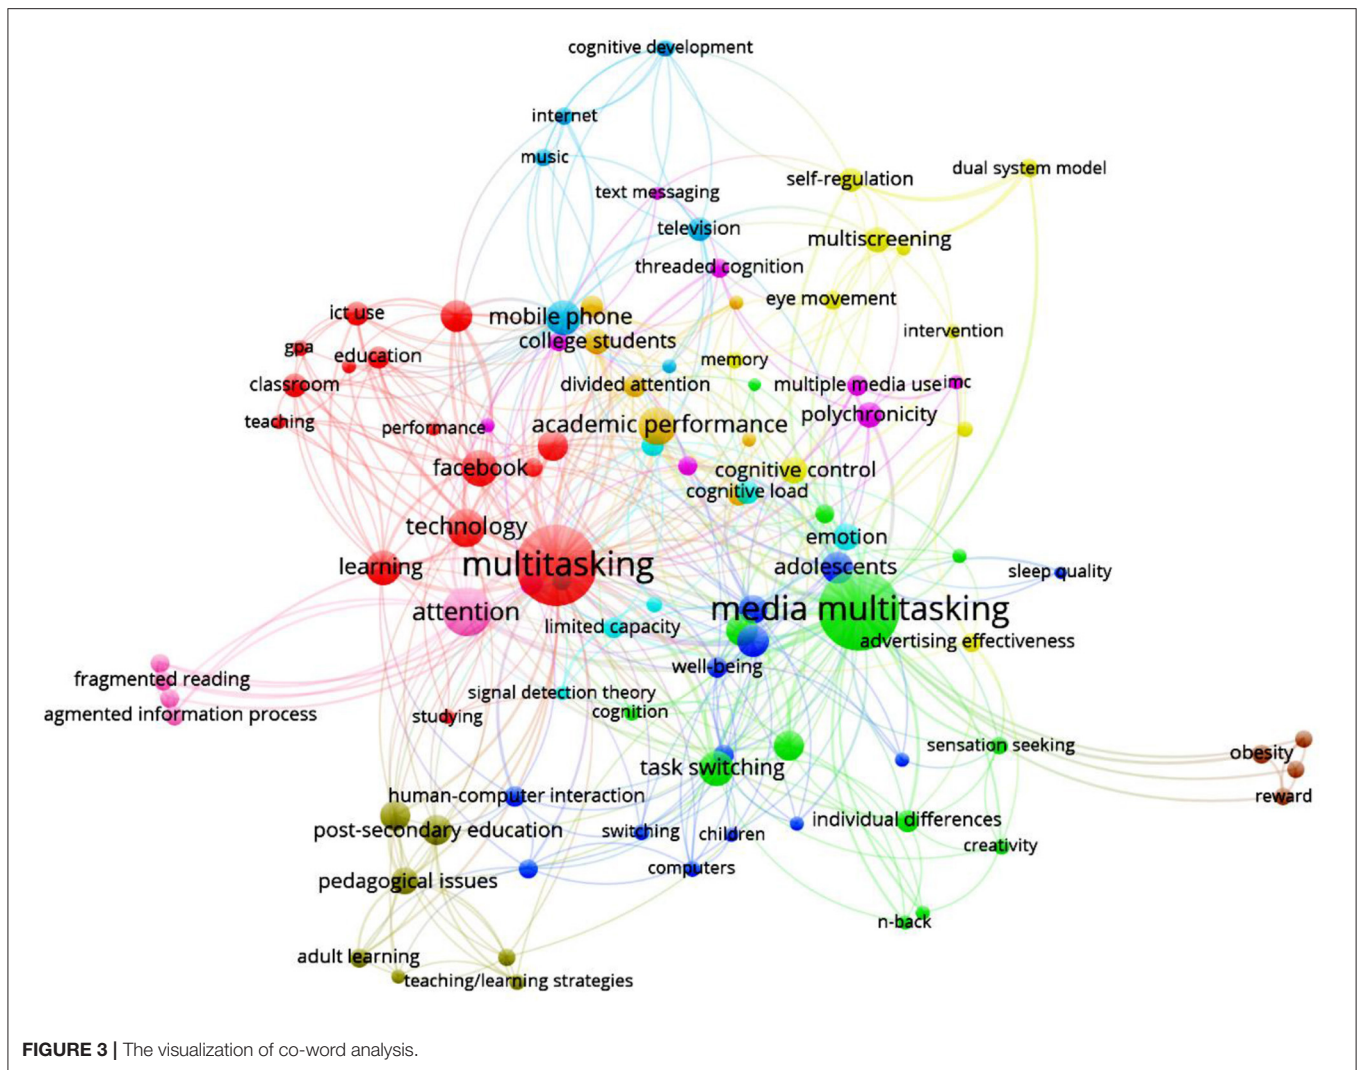 cognitive development
internet
music
text messaging
self-regulation
dual system model
television
multiscreening
threaded cognition
eye movement
ict use
mobile phone
intervention
college students
gpa
education
memory
classroom
divided attention
multiple media use
imc
teaching
performance
academic performance
polychronicity
facebook
cognitive control
cognitive load
technology
emotion
learning
multitasking
adolescents
sleep quality
attention
media multitasking
limited capacity
advertising effectiveness
well-being
fragmented reading
signal detection theory
agmented information process
studying
cognition
sensation seeking
obesity
task switching
human-computer interaction
reward
post-secondary education
switching
children
individual differences
creativity
computers
pedagogical issues
n-back
adult learning
teaching/learning strategies
FIGURE 3 | The visualization of co-word analysis.